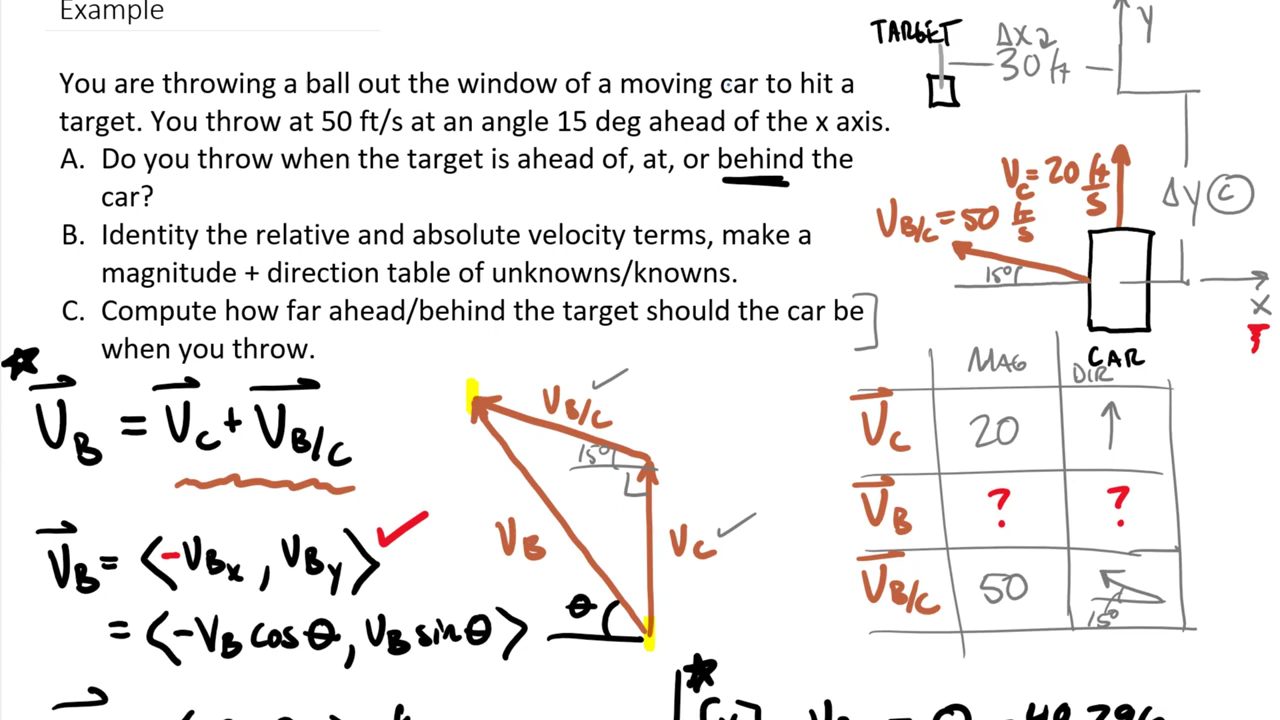 Example
You are throwing a ball out the window of a moving car to hit a
target. You throw at 50 ft/s at an angle 15 deg ahead of the x axis.
A. Do you throw when the target is ahead of, at, or behind the
car?
B. Identity the relative and absolute velocity terms, make a
magnitude + direction table of unknowns/knowns.
C. Compute how far ahead/behind the target should the car be
when you throw.
TARGET
Δx2
30 ft
Y
Vc = 20 ft/s
VB/C = 50 ft/s
15°
Δy C
X
CAR
MAG DIR
Vc 20 ↑
VB ? ?
VB/C 50 15°
VB = Vc + VB/C
VB = ⟨-VBx, VBy⟩
= ⟨-VB cos θ, VB sin θ⟩
VB/C
15°
VB
Vc
θ